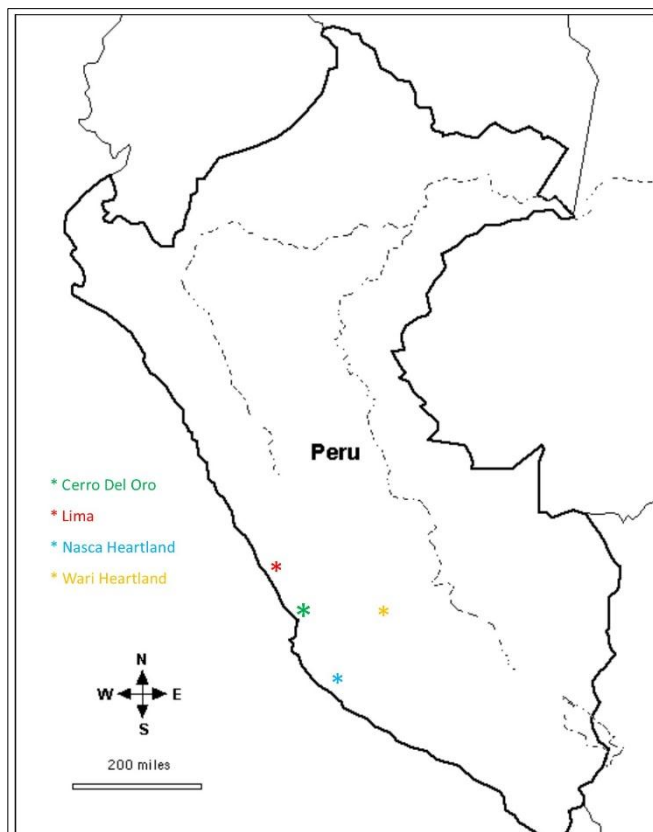 Peru
* Cerro Del Oro
* Lima
* Nasca Heartland
* Wari Heartland
N
W E
S
200 miles